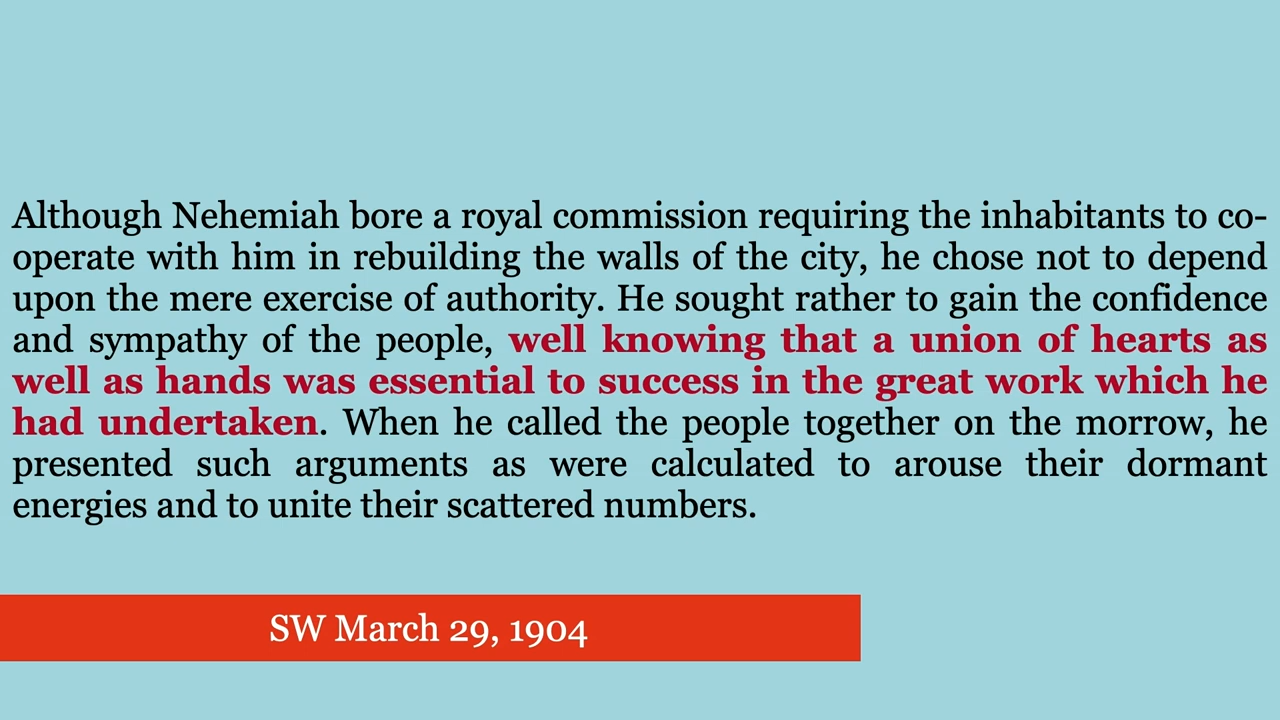 Although Nehemiah bore a royal commission requiring the inhabitants to co-
operate with him in rebuilding the walls of the city, he chose not to depend
upon the mere exercise of authority. He sought rather to gain the confidence
and sympathy of the people, well knowing that a union of hearts as
well as hands was essential to success in the great work which he
had undertaken. When he called the people together on the morrow, he
presented such arguments as were calculated to arouse their dormant
energies and to unite their scattered numbers.
SW March 29, 1904